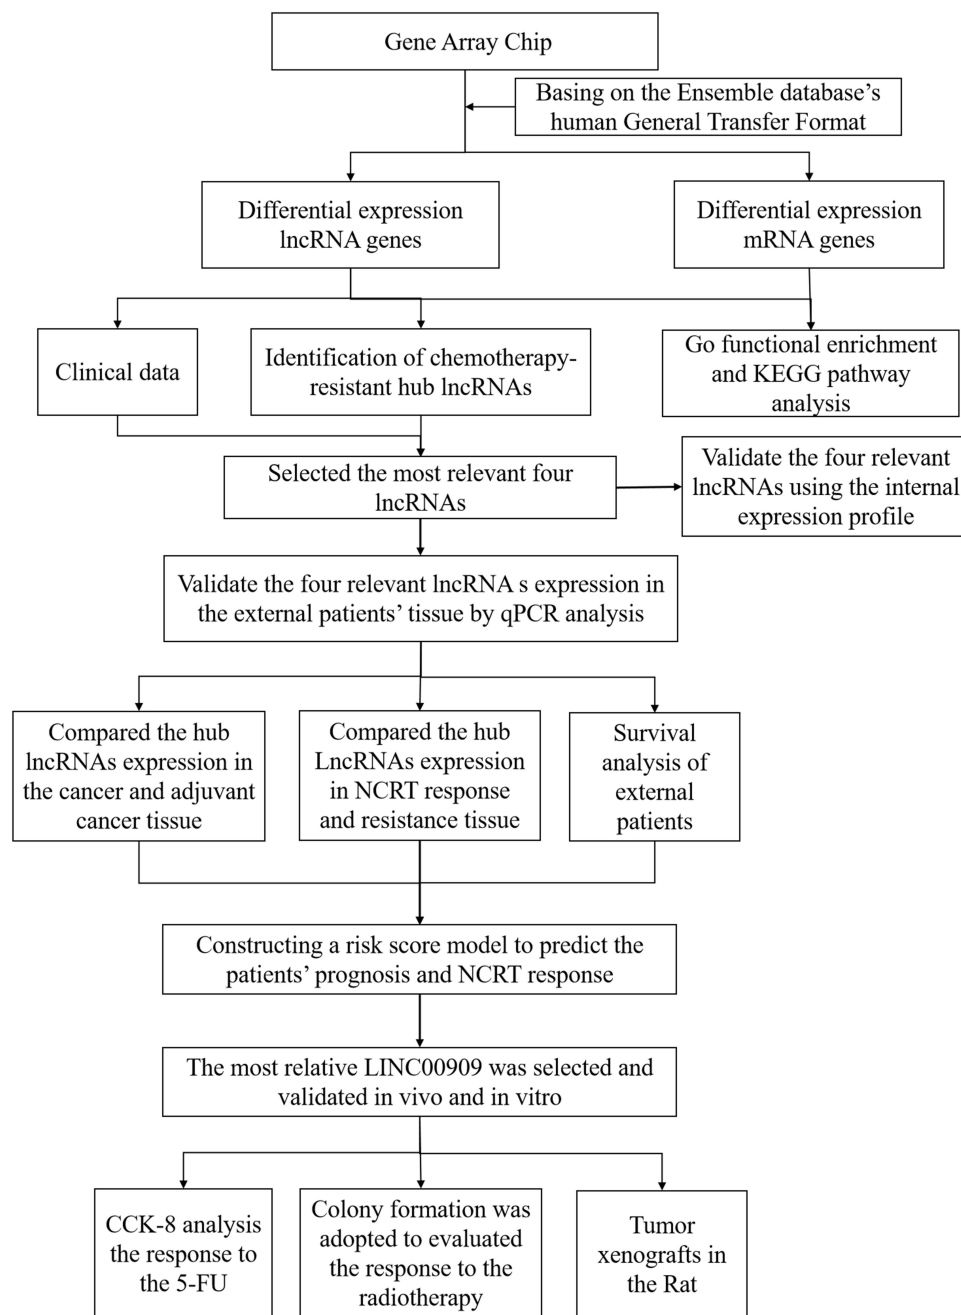 Gene Array Chip
Basing on the Ensemble database's
human General Transfer Format
Differential expression
lncRNA genes
Differential expression
mRNA genes
Clinical data
Identification of chemotherapy-
resistant hub lncRNAs
Go functional enrichment
and KEGG pathway
analysis
Selected the most relevant four
lncRNAs
Validate the four relevant
lncRNAs using the internal
expression profile
Validate the four relevant lncRNA s expression in
the external patients' tissue by qPCR analysis
Compared the hub
lncRNAs expression in
the cancer and adjuvant
cancer tissue
Compared the hub
LncRNAs expression
in NCRT response
and resistance tissue
Survival
analysis of
external
patients
Constructing a risk score model to predict the
patients' prognosis and NCRT response
The most relative LINC00909 was selected and
validated in vivo and in vitro
CCK-8 analysis
the response to
the 5-FU
Colony formation was
adopted to evaluated
the response to the
radiotherapy
Tumor
xenografts in
the Rat